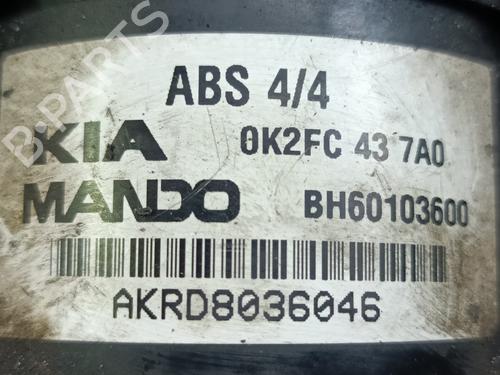 ABS 4/4
KIA 0K2FC 43 7A0
MANDO BH60103600
AKRD8036046
B-PARTS